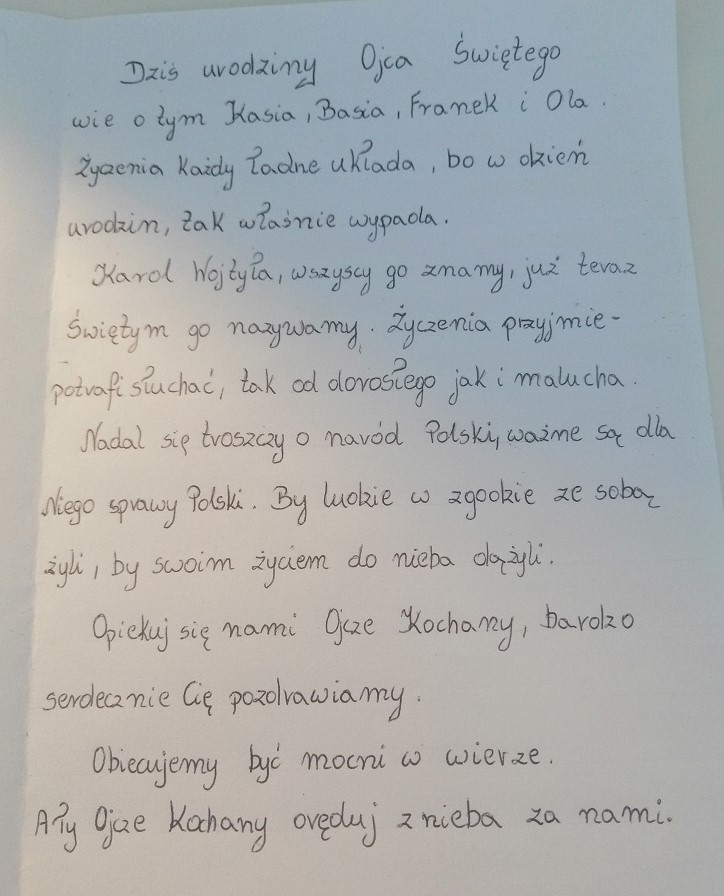 Dziś urodziny Ojca Świętego
wie o tym Kasia, Basia, Franek i Ola.
Życzenia każdy ładne układa, bo w dzień
urodzin, tak właśnie wypada.
Karol Wojtyła, wszyscy go znamy, już teraz
Świętym go nazywamy. Życzenia przyjmie -
potrafi słuchać, tak od dorosłego jak i malucha.
Nadal się troszczy o naród Polski, ważne są dla
Niego sprawy Polski. By ludzie w zgodzie ze sobą
żyli, by swoim życiem do nieba dążyli.
Opiekuj się nami Ojcze Kochany, bardzo
serdecznie Cię pozdrawiamy.
Obiecujemy być mocni w wierze.
A Ty Ojcze Kochany oręduj z nieba za nami.